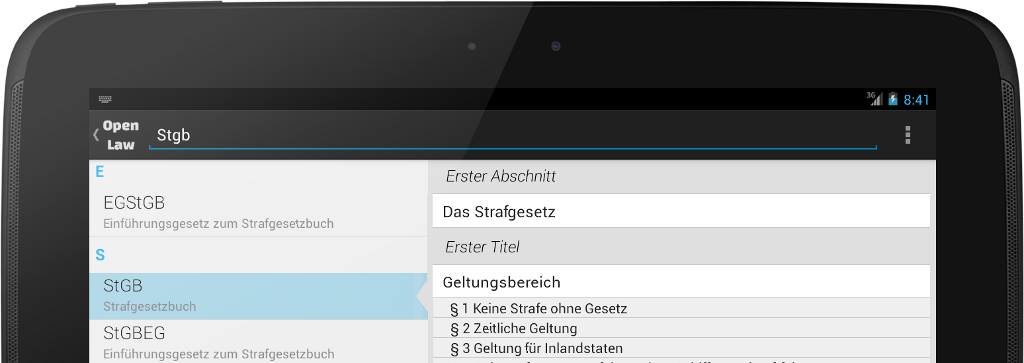 3G 8:41
Open
Law
Stgb
E
EGStGB
Einführungsgesetz zum Strafgesetzbuch
S
StGB
Strafgesetzbuch
StGBEG
Einführungsgesetz zum Strafgesetzbuch
Erster Abschnitt
Das Strafgesetz
Erster Titel
Geltungsbereich
§ 1 Keine Strafe ohne Gesetz
§ 2 Zeitliche Geltung
§ 3 Geltung für Inlandstaten